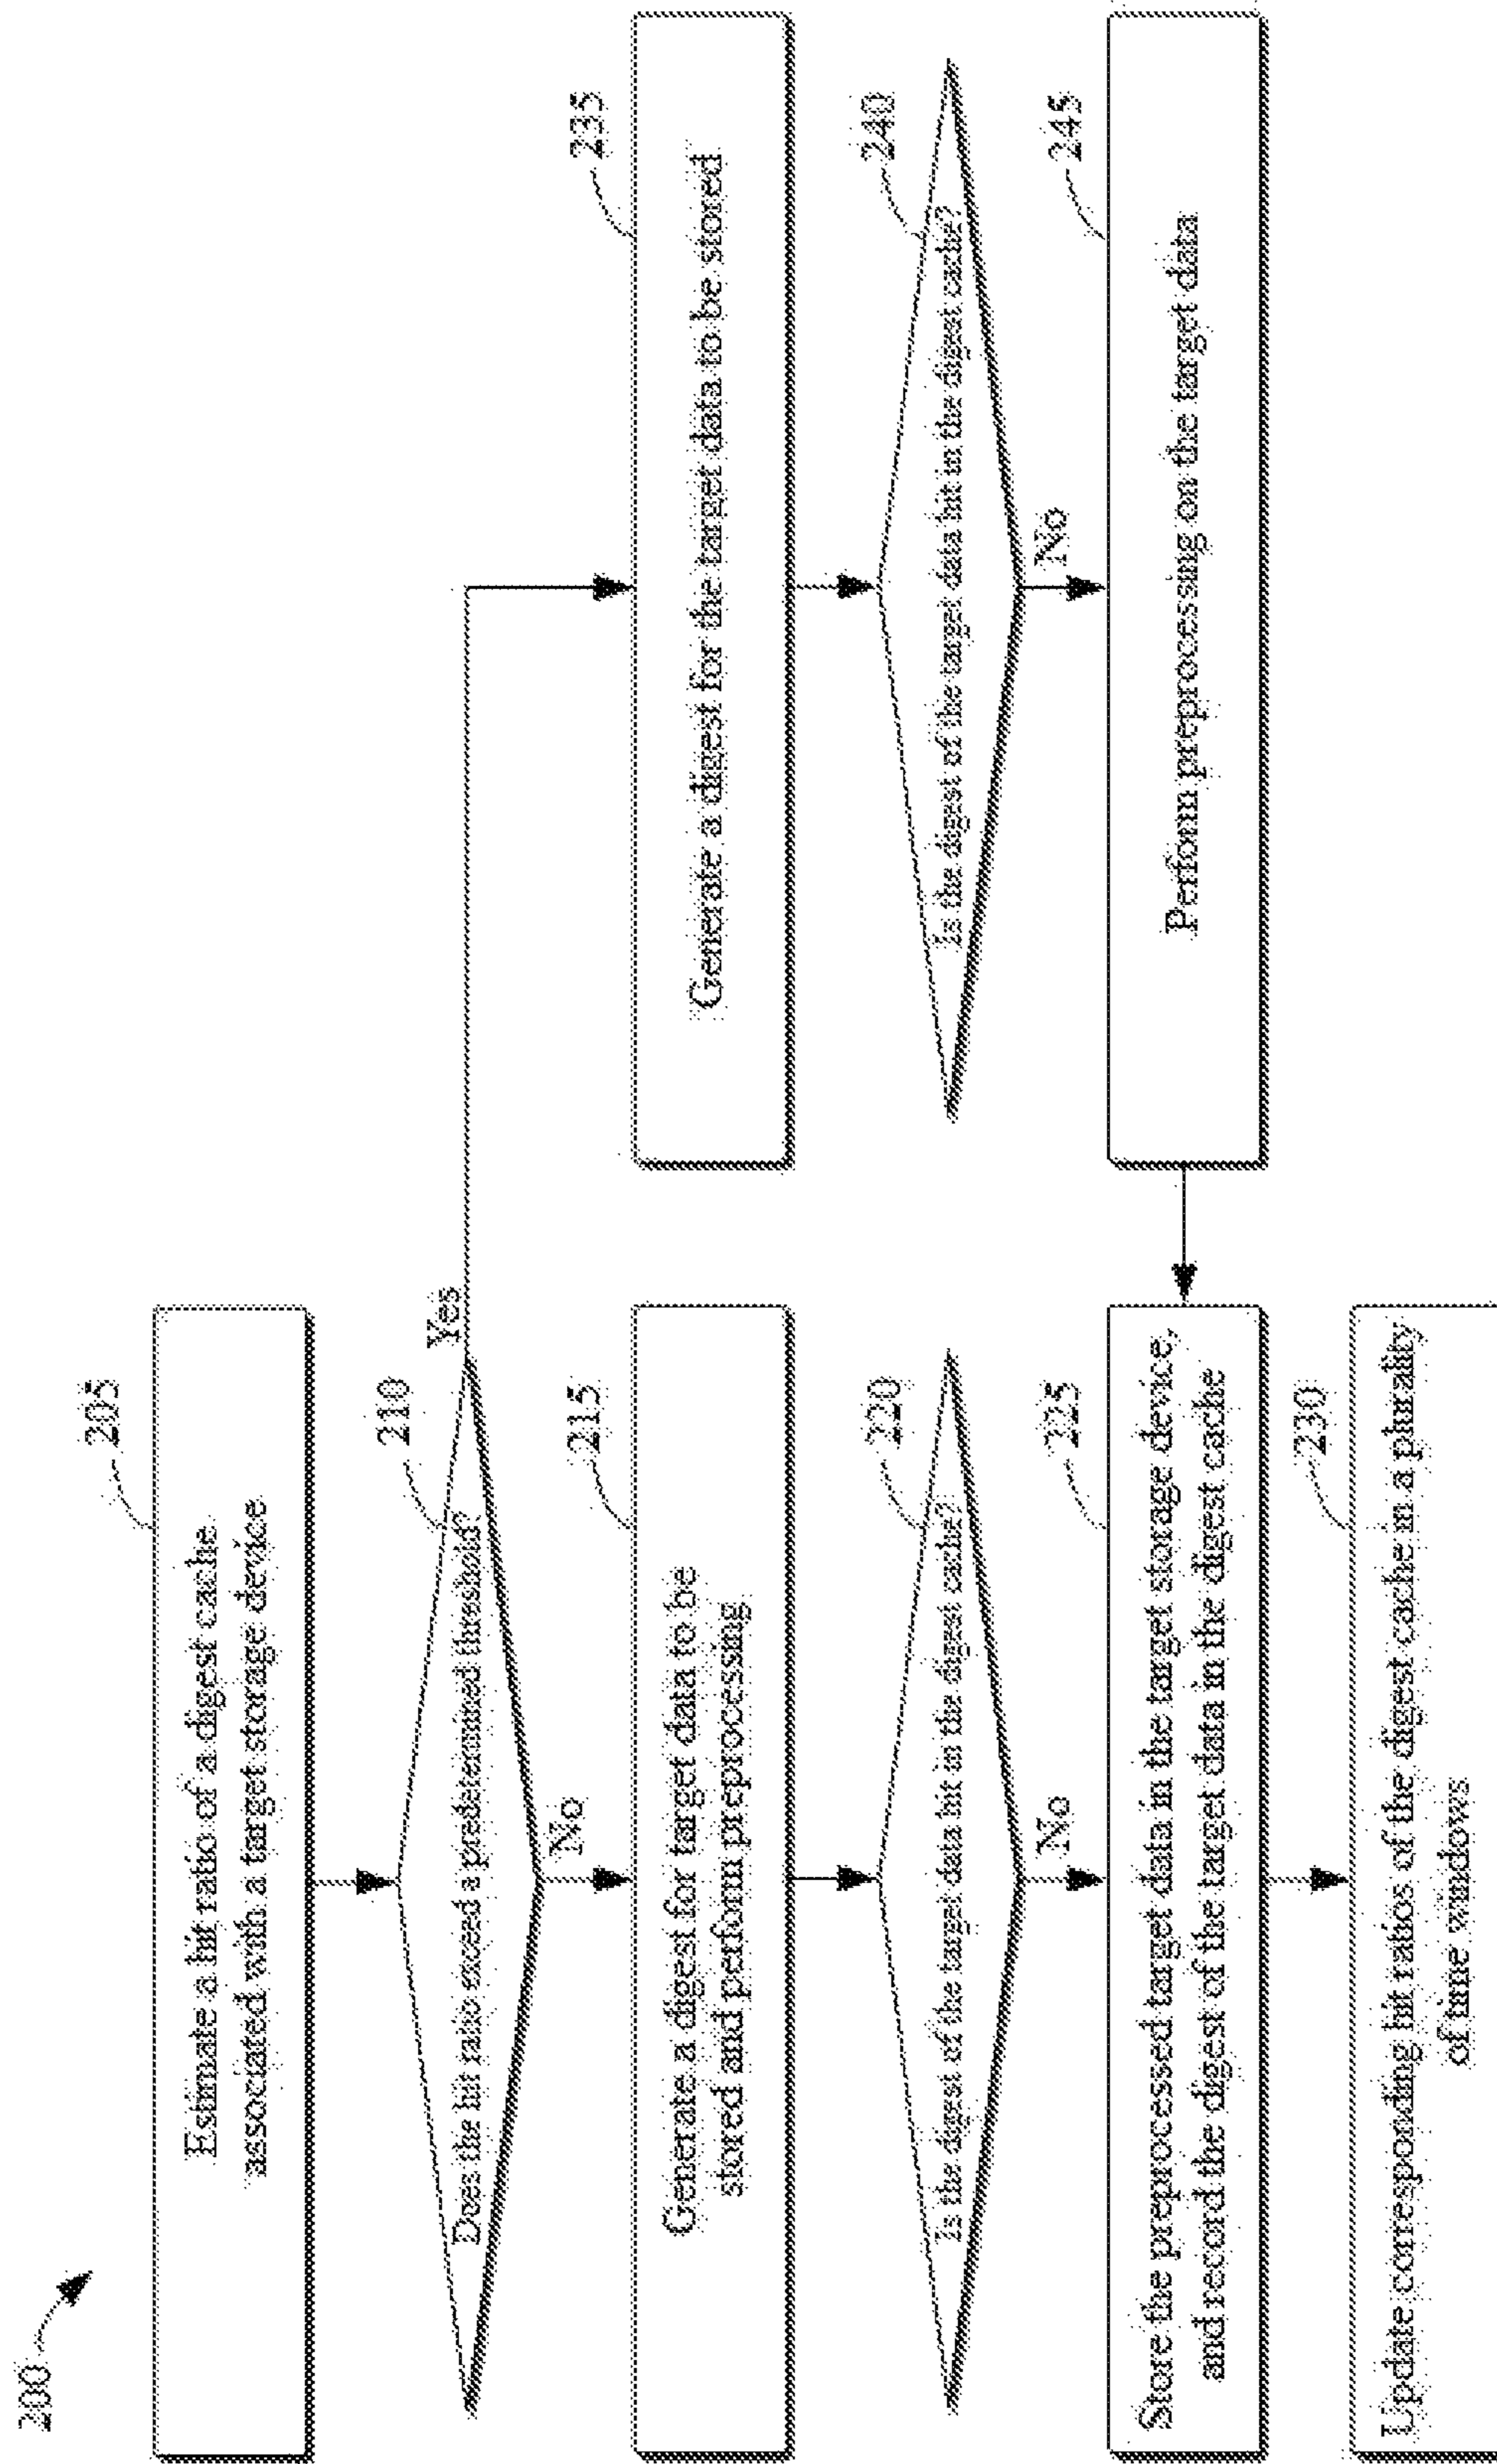 200
205
Estimate a hit ratio of a digest cache
associated with a target storage device
210
Does the hit ratio exceed a predetermined threshold?
Yes
No
215
Generate a digest for target data to be
stored and perform preprocessing
220
Is the digest of the target data hit in the digest cache?
No
225
Store the preprocessed target data in the target storage device,
and record the digest of the target data in the digest cache
230
Update corresponding hit ratios of the digest cache in a plurality
of time windows
235
Generate a digest for the target data to be stored
240
Is the digest of the target data hit in the digest cache?
No
245
Perform preprocessing on the target data